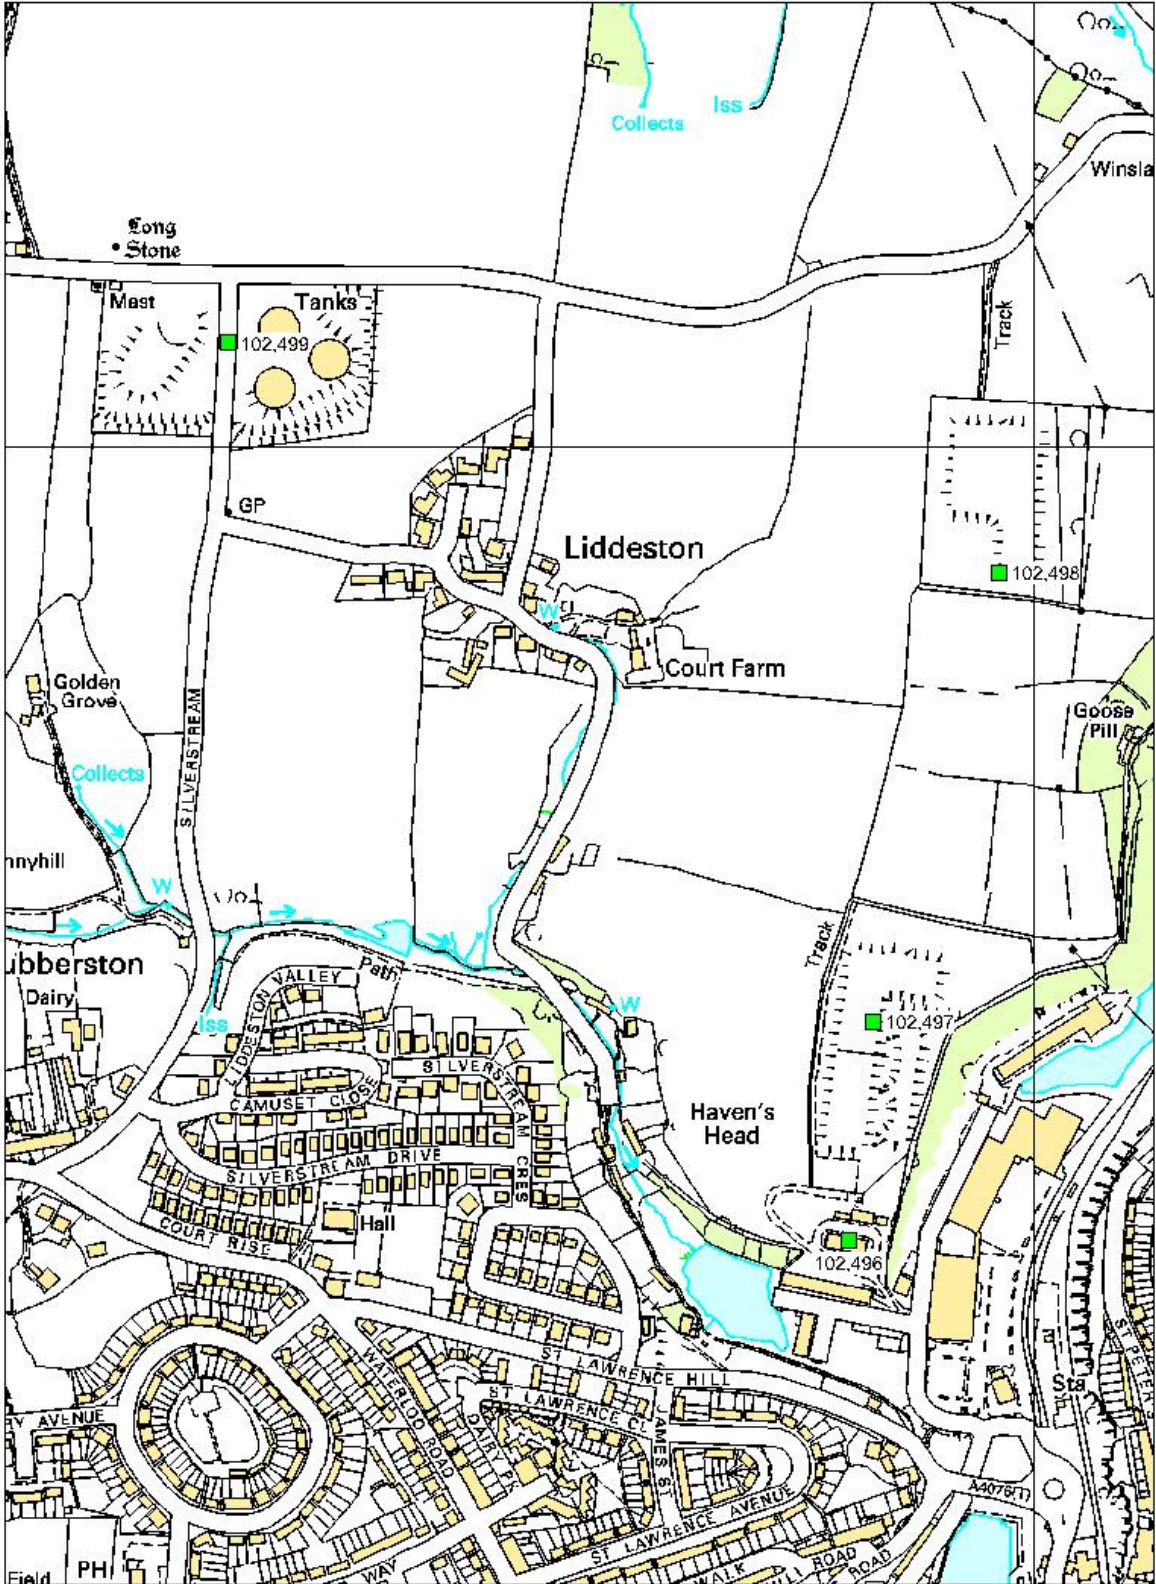 Collects
Iss
Winsla
Long
Stone
Mast
Tanks
102,499
Track
GP
Liddeston
102,498
W
Court Farm
Golden
Grove
SILVERSTREAM
Goose
Pill
Collects
nnyhill
W
ubberston
Dairy
Path
LIDDESTON VALLEY
Iss
W
Track
102,497
SILVERSTREAM CRES
CAMUSET CLOSE
Haven's
Head
SILVERSTREAM DRIVE
Hall
COURT RISE
102,496
ST LAWRENCE HILL
WATERLOO ROAD
ST LAWRENCE CL
DAIRY PK
JAMES S
Sta
ST PETER
Y AVENUE
A4076(T)
ST LAWRENCE AVENUE
PH
Field
WAY
WALK
HILL ROAD
ROAD